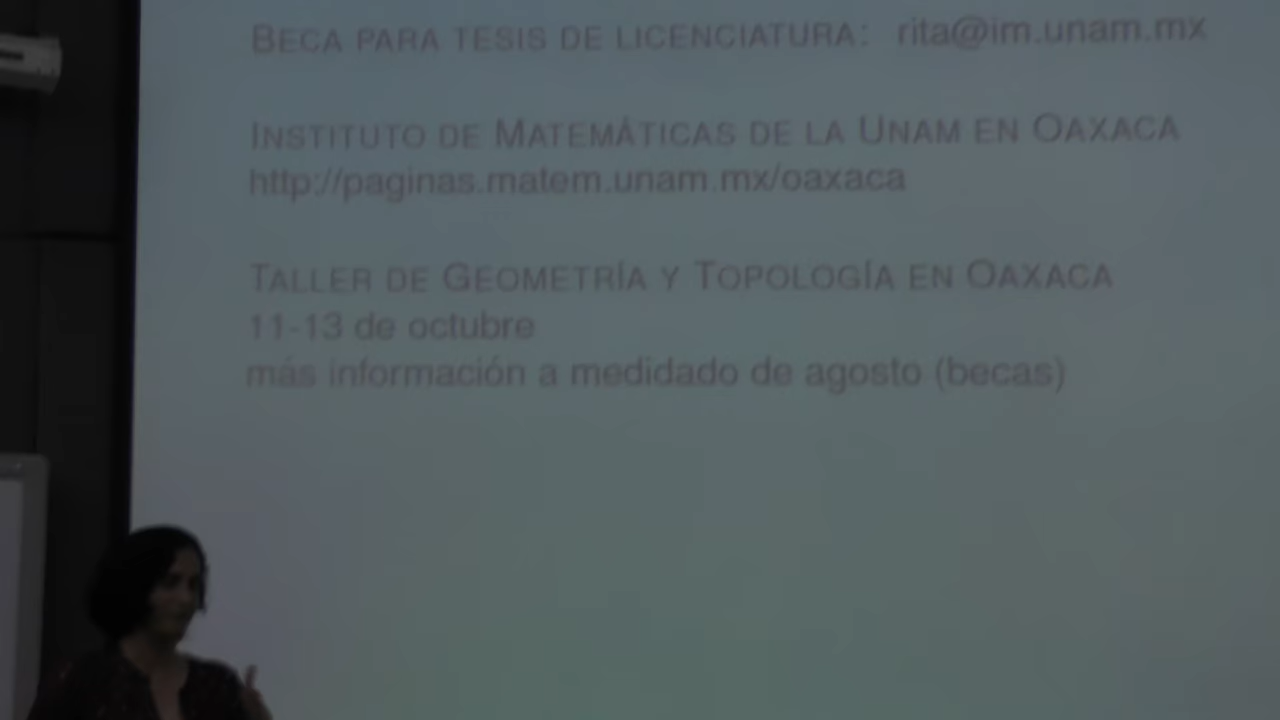 BECA PARA TESIS DE LICENCIATURA: rita@im.unam.mx
INSTITUTO DE MATEMÁTICAS DE LA UNAM EN OAXACA
http://paginas.matem.unam.mx/oaxaca
TALLER DE GEOMETRÍA Y TOPOLOGÍA EN OAXACA
11-13 de octubre
más información a medidado de agosto (becas)